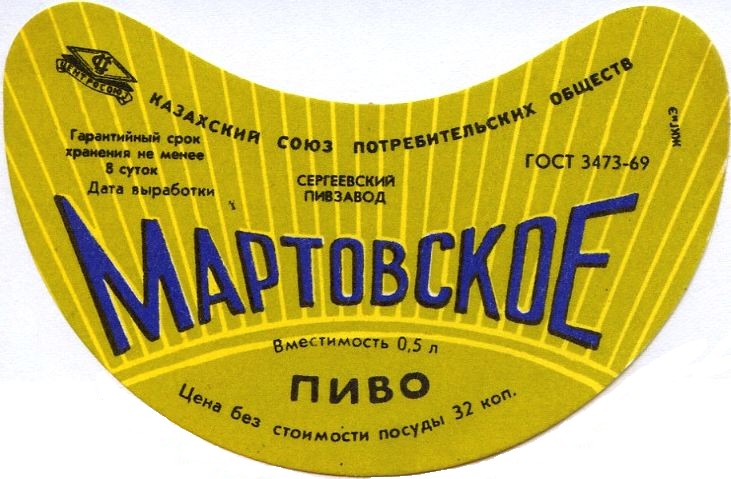 ЦЕНТРОСОЮЗ
КАЗАХСКИЙ СОЮЗ ПОТРЕБИТЕЛЬСКИХ ОБЩЕСТВ
Гарантийный срок
хранения не менее
8 суток
Дата выработки
СЕРГЕЕВСКИЙ
ПИВЗАВОД
ГОСТ 3473-69
МАРТОВСКОЕ
Вместимость 0,5 л
ПИВО
Цена без стоимости посуды 32 коп.